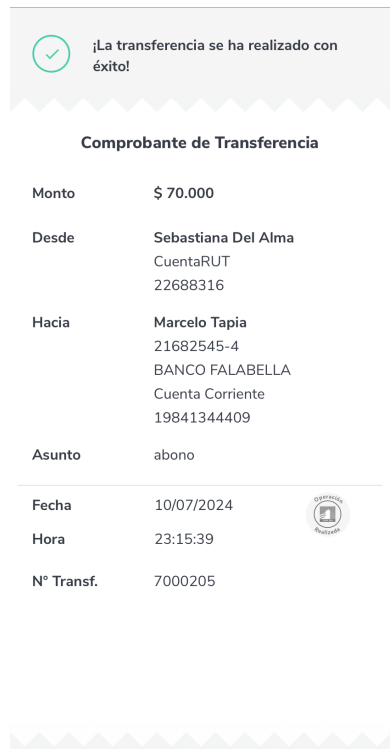 ¡La transferencia se ha realizado con
éxito!
Comprobante de Transferencia
Monto $ 70.000
Desde Sebastiana Del Alma
CuentaRUT
22688316
Hacia Marcelo Tapia
21682545-4
BANCO FALABELLA
Cuenta Corriente
19841344409
Asunto abono
Fecha 10/07/2024
Operación
Realizada
Hora 23:15:39
N° Transf. 7000205